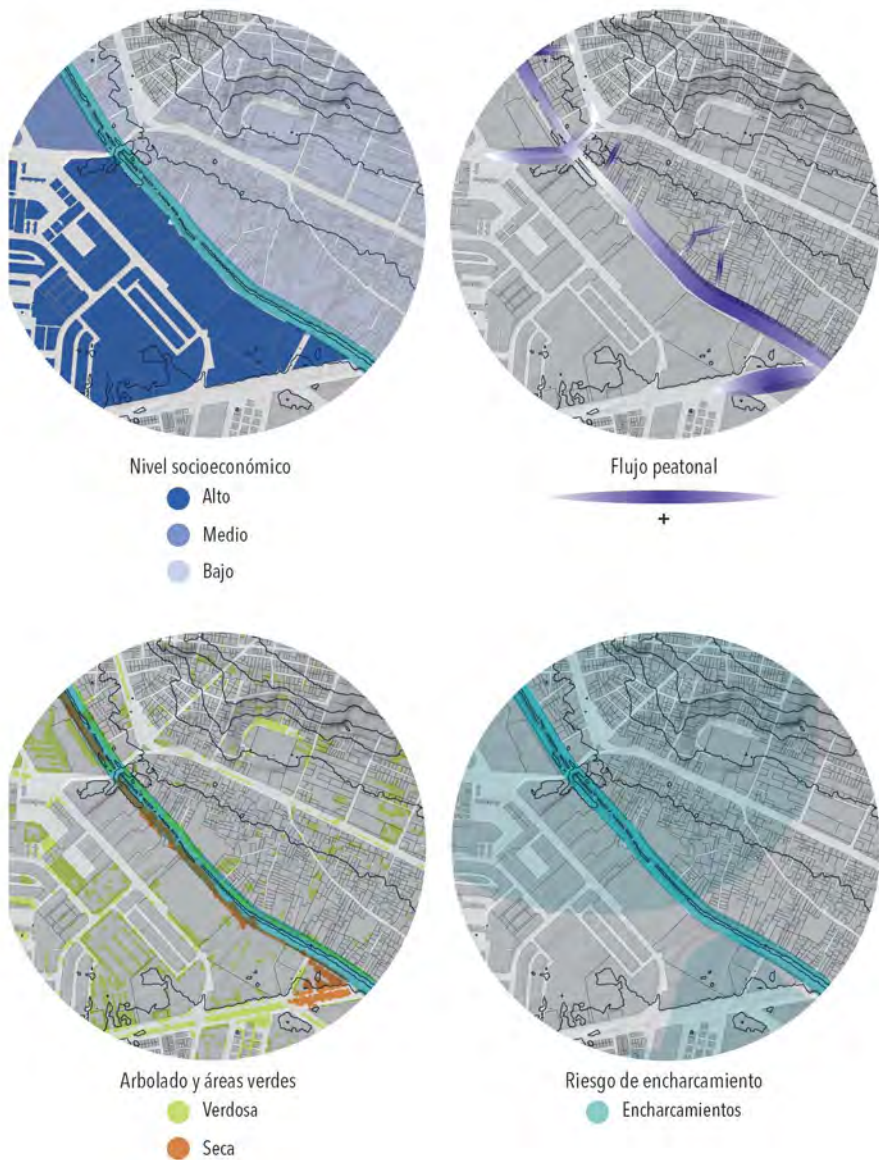 Nivel socioeconómico
Alto
Medio
Bajo
Flujo peatonal
+
Arbolado y áreas verdes
Verdosa
Seca
Riesgo de encharcamiento
Encharcamientos